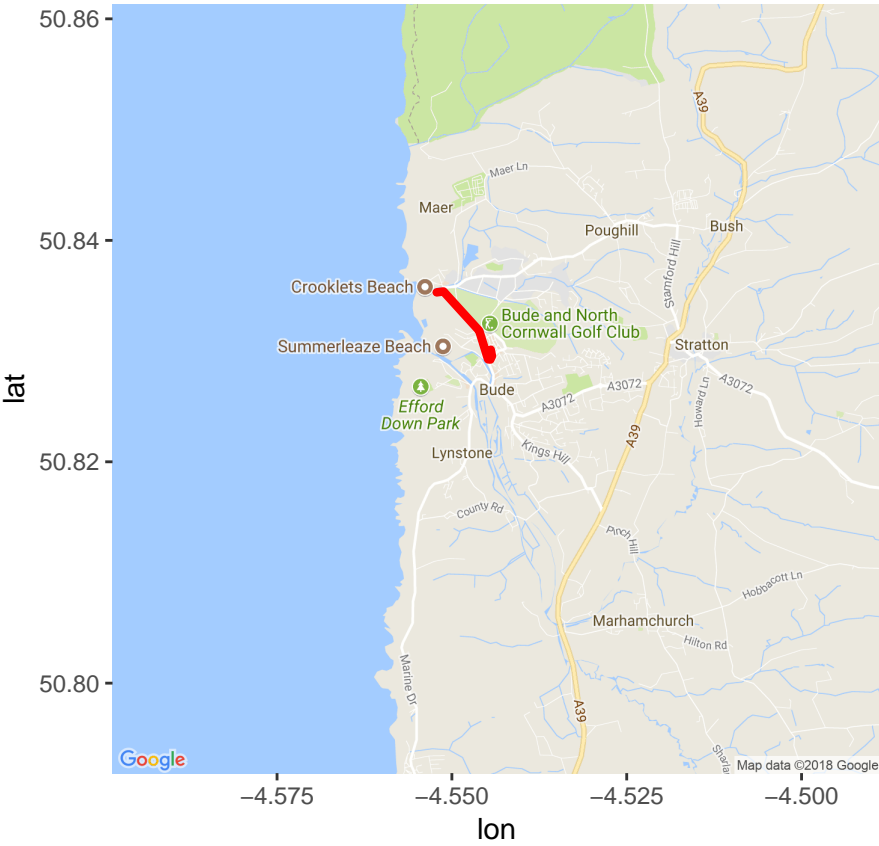 50.86
A39
Maer Ln
Maer
Poughill
Bush
50.84
Stamford Hill
Crooklets Beach
Bude and North
Cornwall Golf Club
Summerleaze Beach
Stratton
lat
Bude
A3072
A3072
A3072
Howard Ln
Efford
Down Park
A39
50.82
Lynstone
Kings Hill
County Rd
Pinch Hill
Hobbacott Ln
Marhamchurch
Hilton Rd
50.80
Marine Dr
A39
Google
Map data ©2018 Google
−4.575
−4.550
−4.525
−4.500
lon